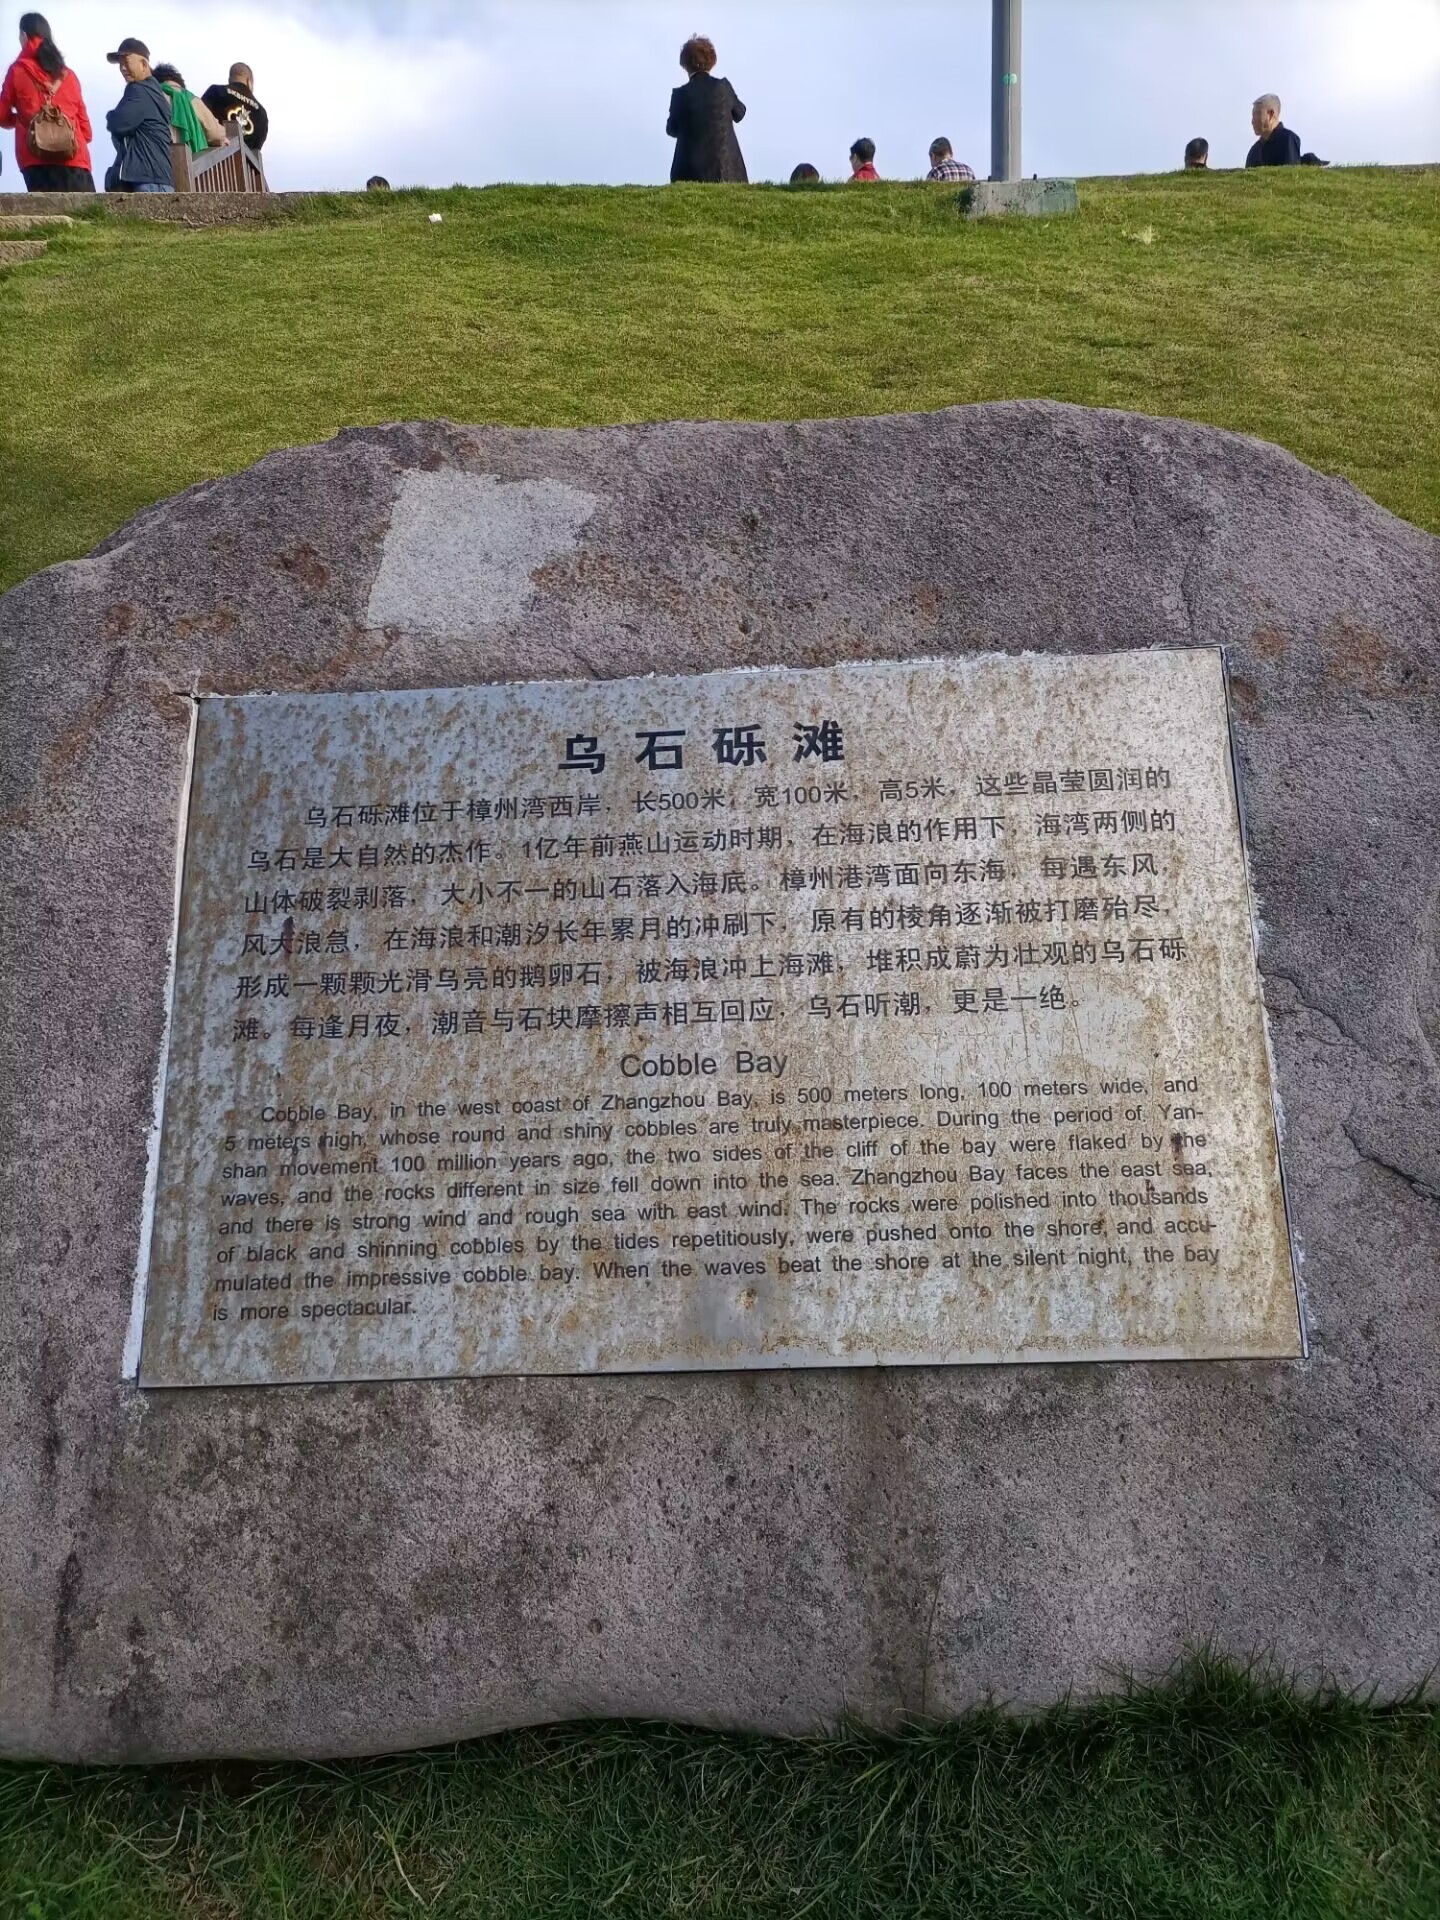 SKBHYRO
乌石砾滩
乌石砾滩位于樟州湾西岸，长500米，宽100米，高5米，这些晶莹圆润的
乌石是大自然的杰作。1亿年前燕山运动时期，在海浪的作用下，海湾两侧的
山体破裂剥落，大小不一的山石落入海底。樟州港湾面向东海，每遇东风，
风大浪急，在海浪和潮汐长年累月的冲刷下，原有的棱角逐渐被打磨殆尽，
形成一颗颗光滑乌亮的鹅卵石，被海浪冲上海滩，堆积成蔚为壮观的乌石砾
滩。每逢月夜，潮音与石块摩擦声相互回应，乌石听潮，更是一绝。
Cobble Bay
Cobble Bay, in the west coast of Zhangzhou Bay, is 500 meters long, 100 meters wide, and
5 meters high, whose round and shiny cobbles are truly masterpiece. During the period of Yan-
shan movement 100 million years ago, the two sides of the cliff of the bay were flaked by the
waves, and the rocks different in size fell down into the sea. Zhangzhou Bay faces the east sea,
and there is strong wind and rough sea with east wind. The rocks were polished into thousands
of black and shinning cobbles by the tides repetitiously, were pushed onto the shore, and accu-
mulated the impressive cobble bay. When the waves beat the shore at the silent night, the bay
is more spectacular.